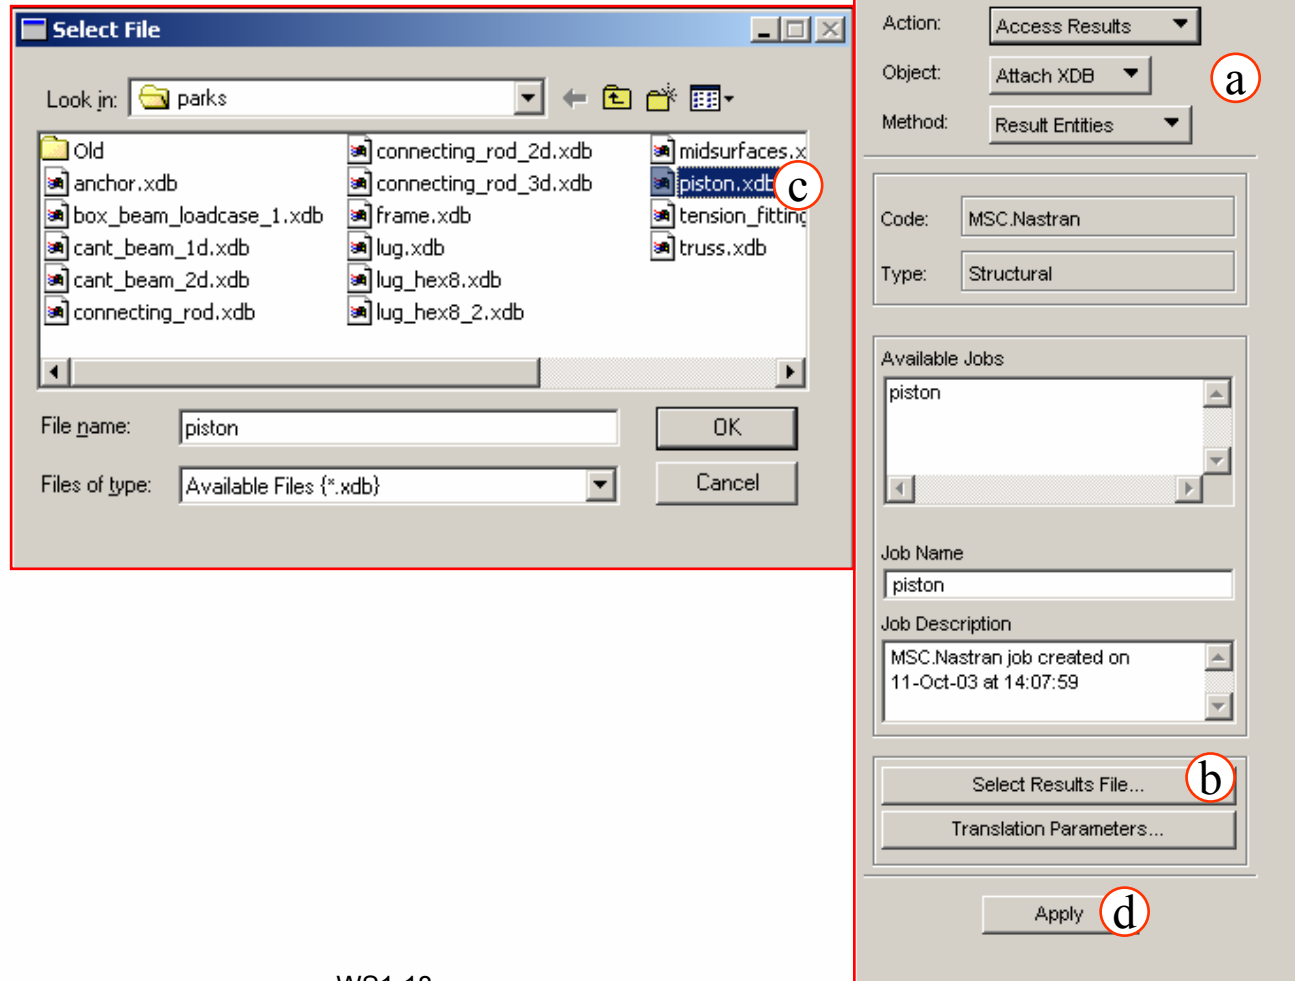 Select File
Look in: parks
Old
anchor.xdb
box_beam_loadcase_1.xdb
cant_beam_1d.xdb
cant_beam_2d.xdb
connecting_rod.xdb
connecting_rod_2d.xdb
connecting_rod_3d.xdb
frame.xdb
lug.xdb
lug_hex8.xdb
lug_hex8_2.xdb
midsurfaces.x
piston.xdb
c
tension_fitting
truss.xdb
File name: piston
OK
Files of type: Available Files {*.xdb}
Cancel
Action: Access Results
Object: Attach XDB
a
Method: Result Entities
Code: MSC.Nastran
Type: Structural
Available Jobs
piston
Job Name
piston
Job Description
MSC.Nastran job created on
11-Oct-03 at 14:07:59
Select Results File...
b
Translation Parameters...
Apply
d